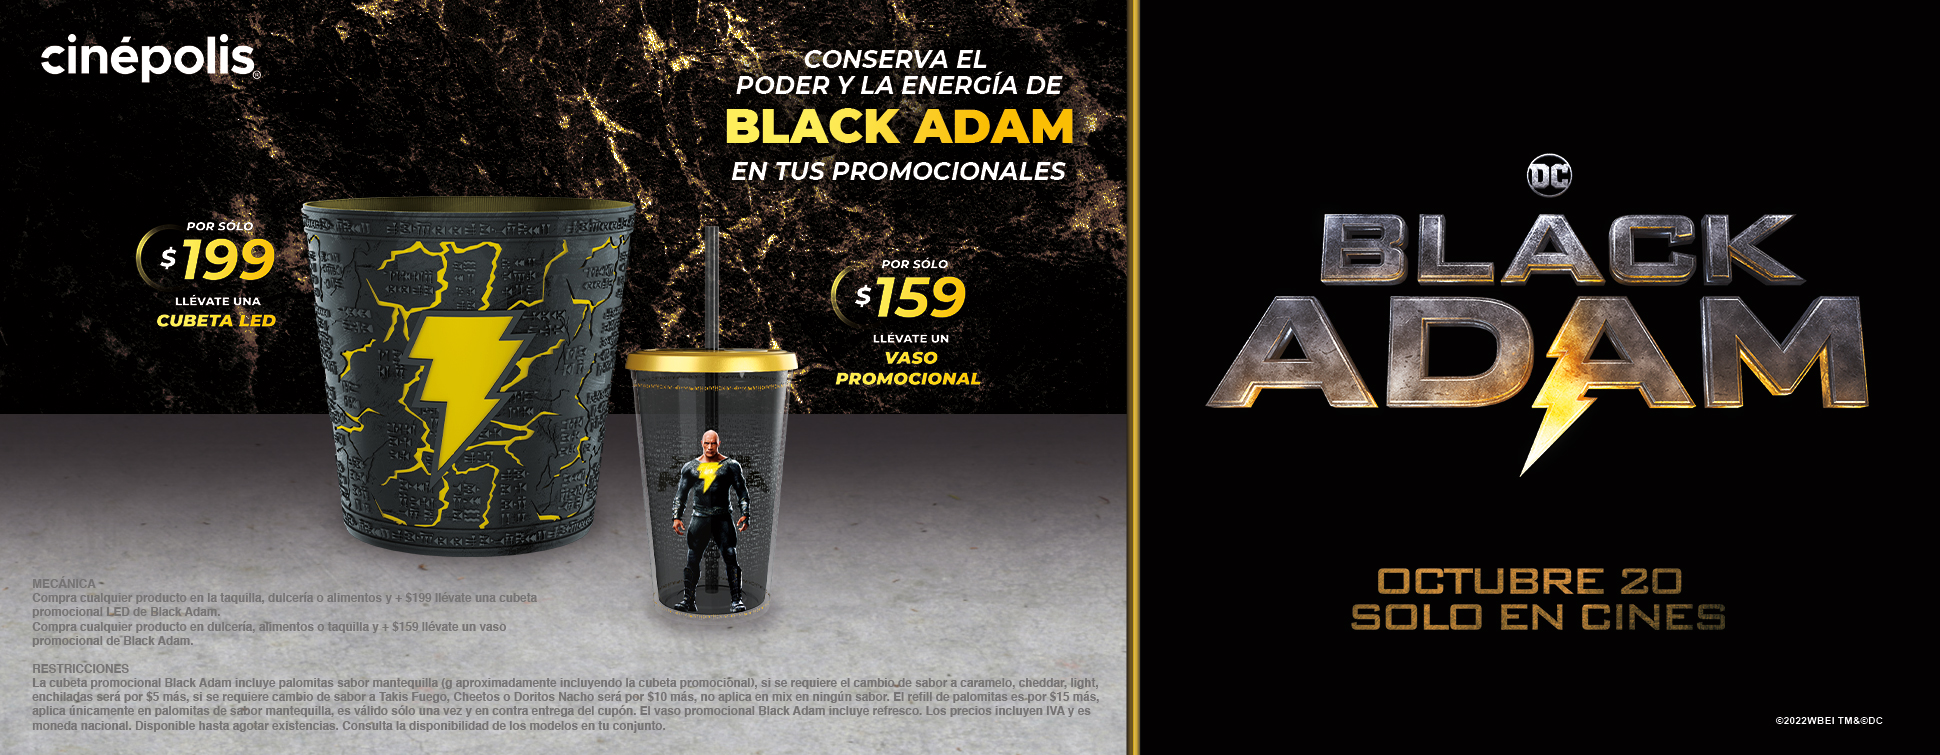 cinépolis®
CONSERVA EL
PODER Y LA ENERGÍA DE
BLACK ADAM
EN TUS PROMOCIONALES
POR SÓLO
$199
LLÉVATE UNA
CUBETA LED
POR SÓLO
$159
LLÉVATE UN
VASO
PROMOCIONAL
MECÁNICA -
Compra cualquier producto en la taquilla, dulcería o alimentos y + $199 llévate una cubeta
promocional LED de Black Adam.
Compra cualquier producto en dulcería, alimentos o taquilla y + $159 llévate un vaso
promocional de Black Adam.
RESTRICCIONES
La cubeta promocional Black Adam incluye palomitas sabor mantequilla (g aproximadamente incluyendo la cubeta promocional), si se requiere el cambio de sabor a caramelo, cheddar, light,
enchiladas será por $5 más, si se requiere cambio de sabor a Takis Fuego, Cheetos o Doritos Nacho será por $10 más, no aplica en mix en ningún sabor. El refill de palomitas es por $15 más,
aplica únicamente en palomitas de sabor mantequilla, es válido sólo una vez y en contra entrega del cupón. El vaso promocional Black Adam incluye refresco. Los precios incluyen IVA y es
moneda nacional. Disponible hasta agotar existencias. Consulta la disponibilidad de los modelos en tu conjunto.
DC
BLACK
ADAM
OCTUBRE 20
SOLO EN CINES
©2022WBEI TM&©DC